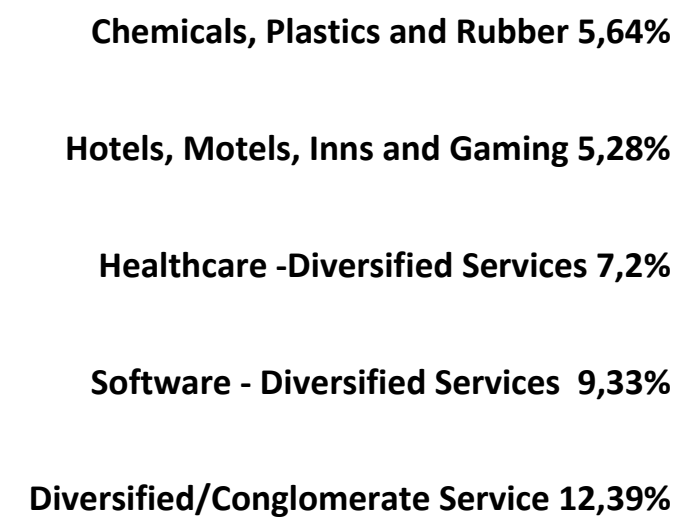 Chemicals, Plastics and Rubber 5,64%
Hotels, Motels, Inns and Gaming 5,28%
Healthcare -Diversified Services 7,2%
Software - Diversified Services  9,33%
Diversified/Conglomerate Service 12,39%